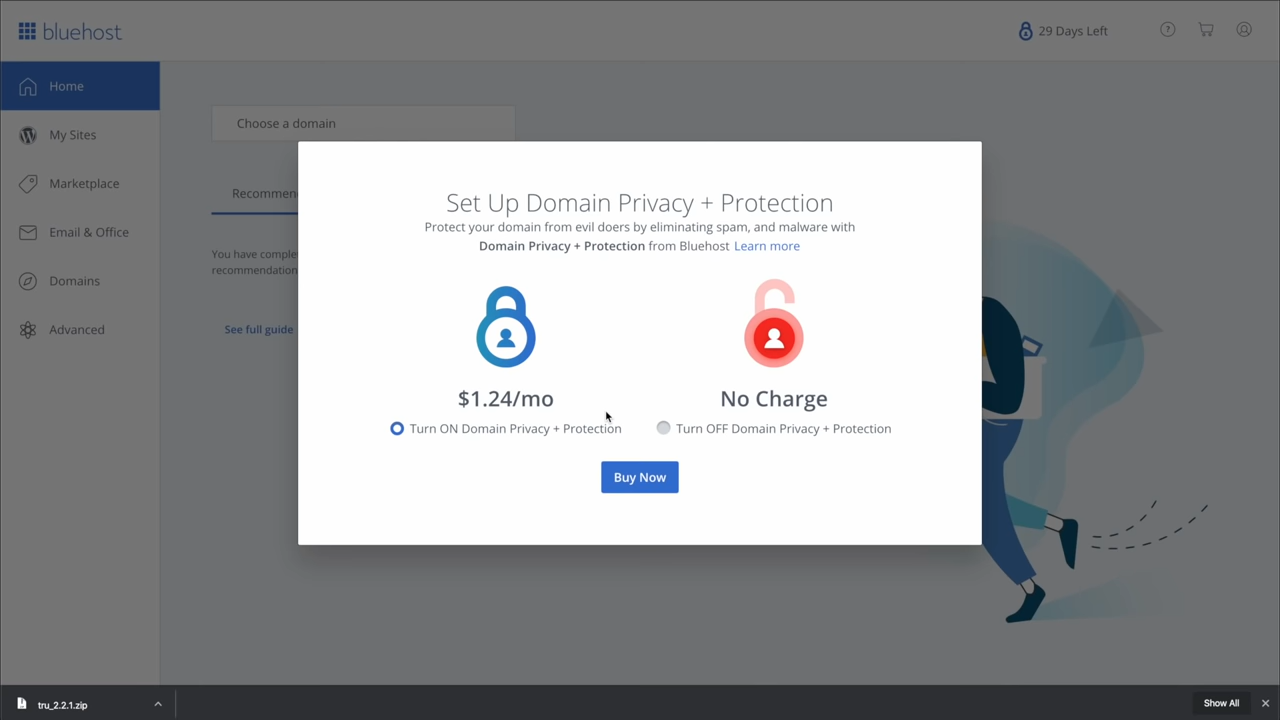 bluehost
29 Days Left
?
Home
My Sites
Marketplace
Email & Office
Domains
Advanced
Choose a domain
Recommen
You have comple
recommendation
See full guide
Set Up Domain Privacy + Protection
Protect your domain from evil doers by eliminating spam, and malware with
Domain Privacy + Protection from Bluehost Learn more
$1.24/mo
Turn ON Domain Privacy + Protection
No Charge
Turn OFF Domain Privacy + Protection
Buy Now
tru_2.2.1.zip
Show All